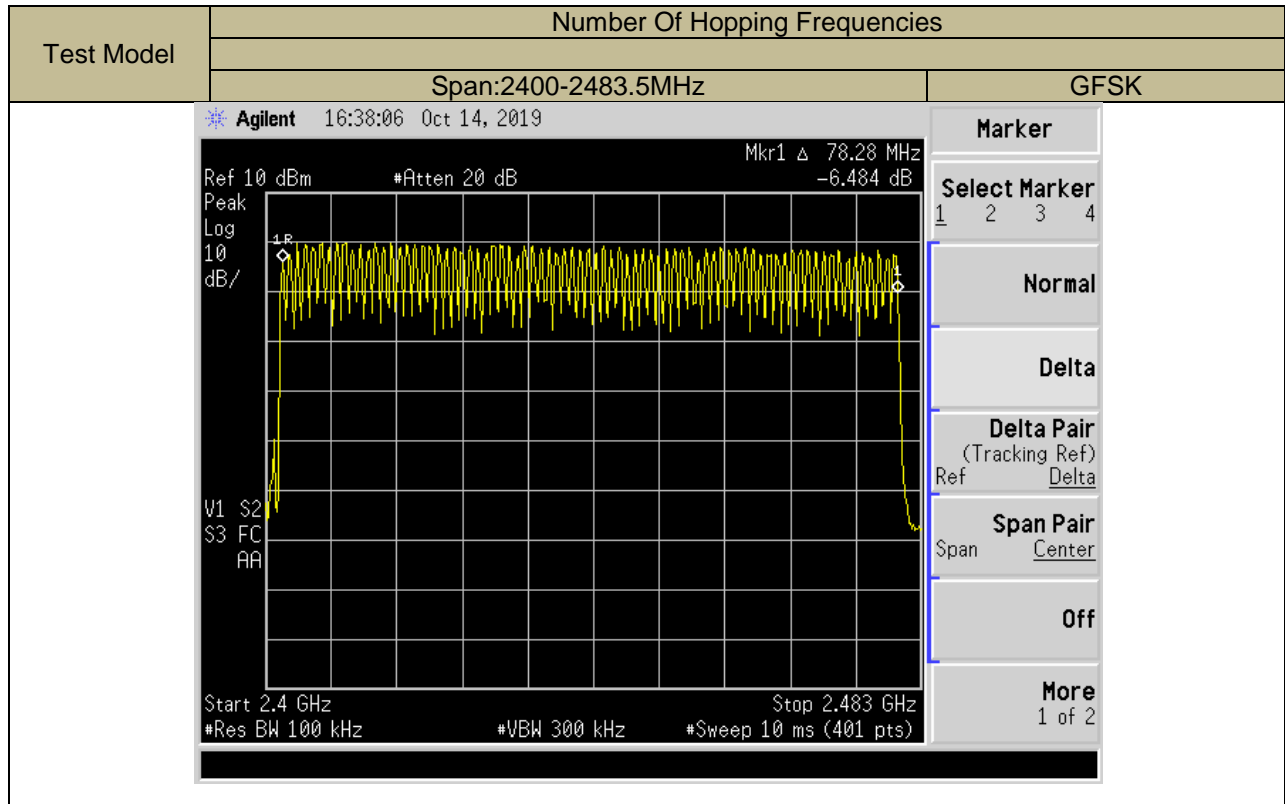 Number Of Hopping Frequencies
Test Model
Span:2400-2483.5MHz GFSK
Agilent 16:38:06 Oct 14, 2019
Marker
Mkr1 Δ 78.28 MHz
Ref 10 dBm #Atten 20 dB -6.484 dB
Peak
Log
10
dB/
1R
1
V1 S2
S3 FC
AA
Start 2.4 GHz Stop 2.483 GHz
#Res BW 100 kHz #VBW 300 kHz #Sweep 10 ms (401 pts)
Select Marker
1 2 3 4
Normal
Delta
Delta Pair
(Tracking Ref)
Ref Delta
Span Pair
Span Center
Off
More
1 of 2